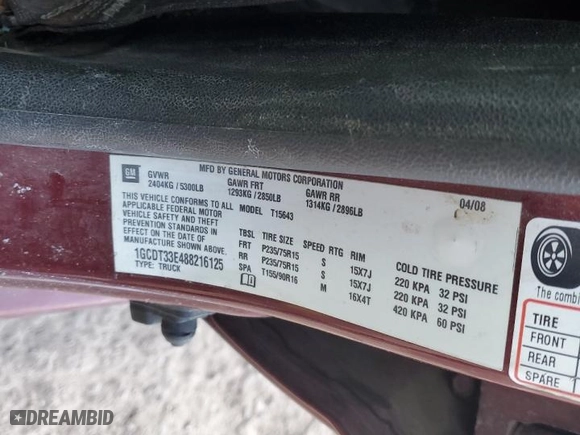 GM
MFD BY GENERAL MOTORS CORPORATION
GVWR GAWR FRT GAWR RR
2404KG / 5300LB 1293KG / 2850LB 1314KG / 2896LB 04/08
THIS VEHICLE CONFORMS TO ALL
APPLICABLE FEDERAL MOTOR
VEHICLE SAFETY AND THEFT
PREVENTION STANDARDS IN
EFFECT ON THE DATE OF
MANUFACTURE SHOWN ABOVE.
1GCDT33E488216125
TYPE: TRUCK
MODEL T15643
TBSL TIRE SIZE SPEED RTG RIM COLD TIRE PRESSURE
FRT P235/75R15 S 15X7J 220 KPA 32 PSI
RR P235/75R15 S 15X7J 220 KPA 32 PSI
SPA T155/90R16 M 16X4T 420 KPA 60 PSI
The combi
TIRE
FRONT
REAR
SPARE
DREAMBID